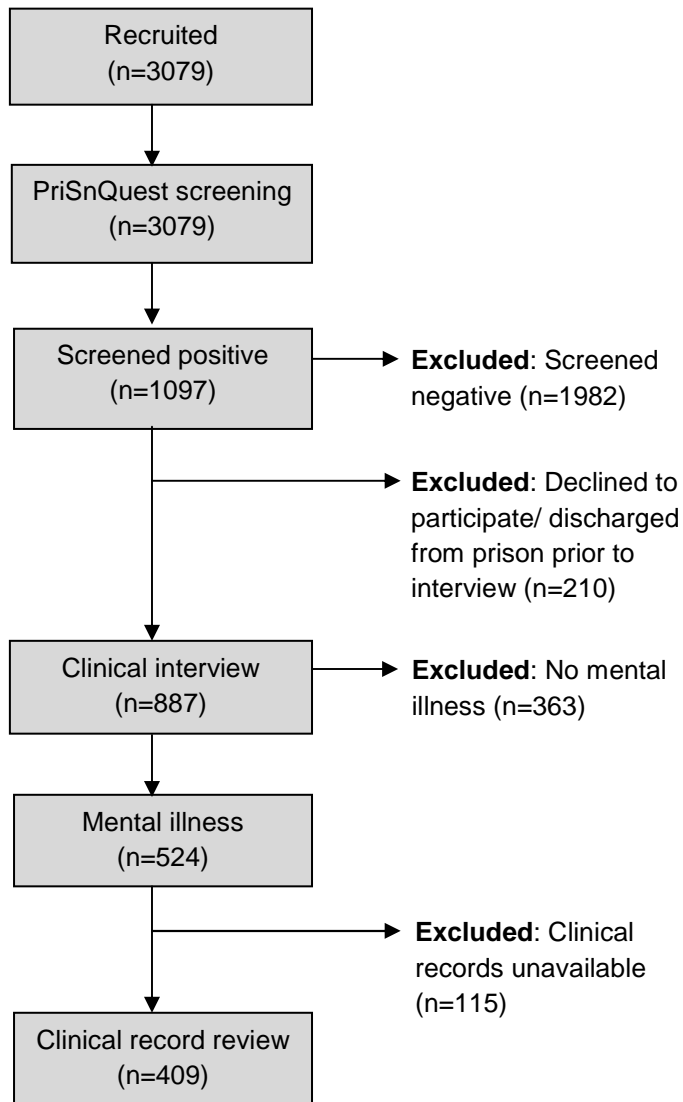 Recruited
(n=3079)
PriSnQuest screening
(n=3079)
Screened positive
(n=1097)
Excluded: Screened
negative (n=1982)
Excluded: Declined to
participate/ discharged
from prison prior to
interview (n=210)
Clinical interview
(n=887)
Excluded: No mental
illness (n=363)
Mental illness
(n=524)
Excluded: Clinical
records unavailable
(n=115)
Clinical record review
(n=409)